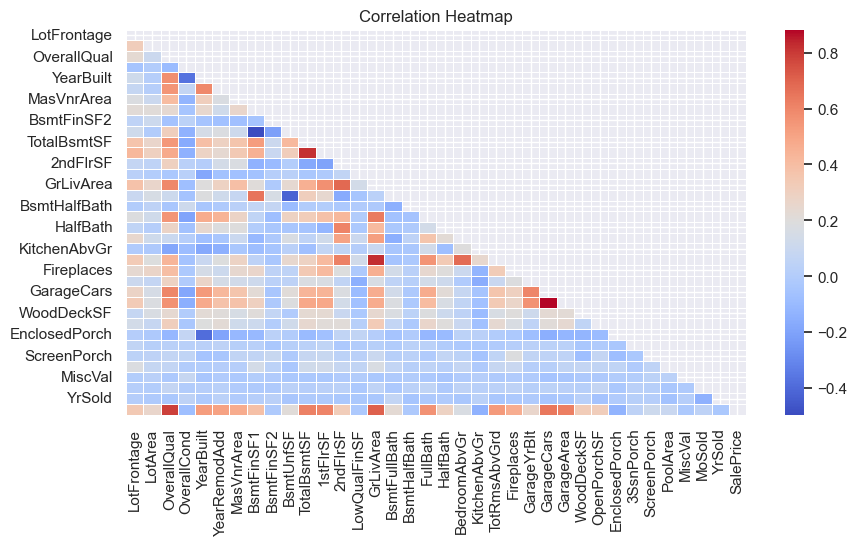 Correlation Heatmap
LotFrontage
OverallQual
YearBuilt
MasVnrArea
BsmtFinSF2
TotalBsmtSF
2ndFlrSF
GrLivArea
BsmtHalfBath
HalfBath
KitchenAbvGr
Fireplaces
GarageCars
WoodDeckSF
EnclosedPorch
ScreenPorch
MiscVal
YrSold
LotFrontage
LotArea
OverallQual
OverallCond
YearBuilt
YearRemodAdd
MasVnrArea
BsmtFinSF1
BsmtFinSF2
BsmtUnfSF
TotalBsmtSF
1stFlrSF
2ndFlrSF
LowQualFinSF
GrLivArea
BsmtFullBath
BsmtHalfBath
FullBath
HalfBath
BedroomAbvGr
KitchenAbvGr
TotRmsAbvGrd
Fireplaces
GarageYrBlt
GarageCars
GarageArea
WoodDeckSF
OpenPorchSF
EnclosedPorch
3SsnPorch
ScreenPorch
PoolArea
MiscVal
MoSold
YrSold
SalePrice
0.8
0.6
0.4
0.2
0.0
−0.2
−0.4